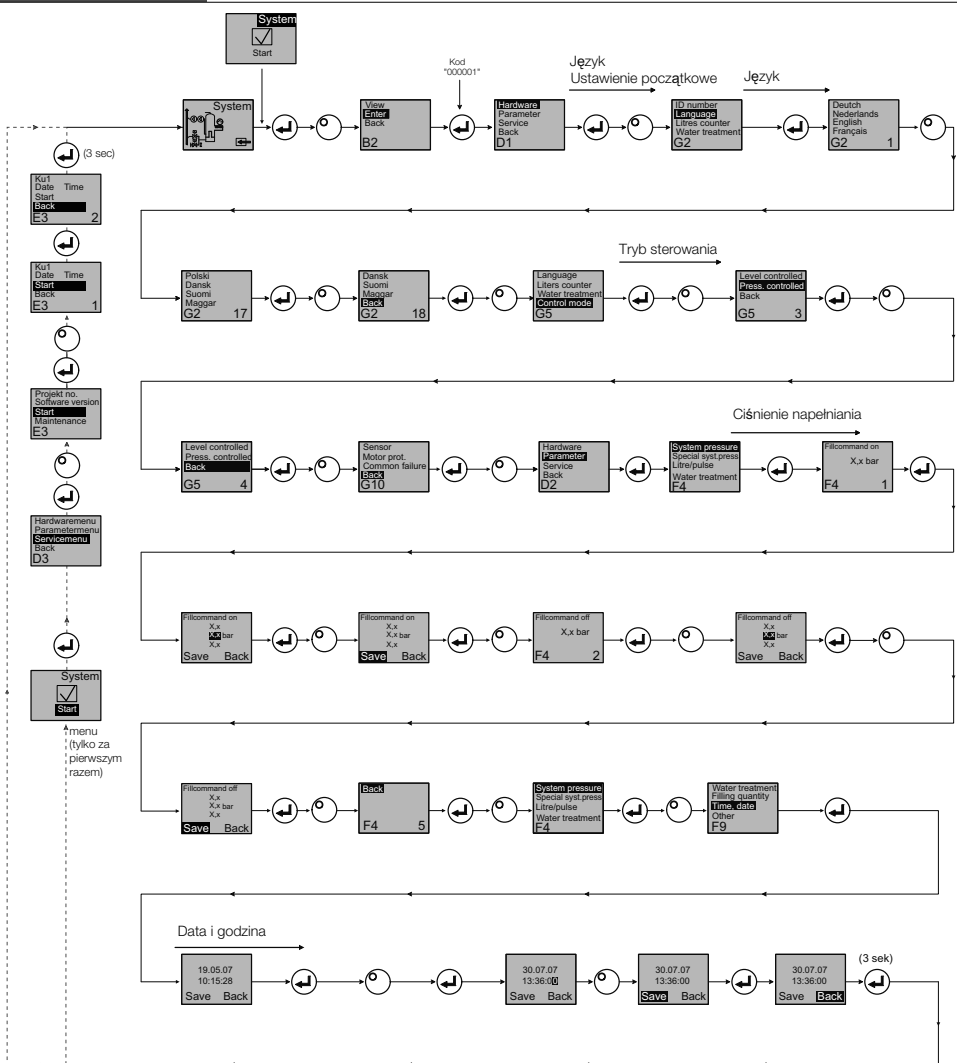 System
Start
Kod
"000001"
Język
Ustawienie początkowe
Język
System
View
Enter
Back
B2
Hardware
Parameter
Service
Back
D1
ID number
Language
Litres counter
Water treatment
G2
Deutch
Nederlands
English
Français
G2 1
(3 sec)
Ku1
Date Time
Start
Back
E3 2
Ku1
Date Time
Start
Back
E3 1
Projekt no.
Software version
Start
Maintenance
E3
Hardwaremenu
Parametermenu
Servicemenu
Back
D3
System
Start
menu
(tylko za
pierwszym
razem)
Tryb sterowania
Polski
Dansk
Suomi
Maggar
G2 17
Dansk
Suomi
Maggar
Back
G2 18
Language
Liters counter
Water treatment
Control mode
G5
Level controlled
Press. controlled
Back
G5 3
Ciśnienie napełniania
Level controlled
Press. controlled
Back
G5 4
Sensor
Motor prot.
Common failure
Back
G10
Hardware
Parameter
Service
Back
D2
System pressure
Special syst.press
Litre/pulse
Water treatment
F4
Fillcommand on
X,x bar
F4 1
Fillcommand on
X,x
X,x bar
X,x
Save Back
Fillcommand on
X,x
X,x bar
X,x
Save Back
Fillcommand off
X,x bar
F4 2
Fillcommand off
X,x
X,x bar
X,x
Save Back
Fillcommand off
X,x
X,x bar
X,x
Save Back
Back
F4 5
System pressure
Special syst.press
Litre/pulse
Water treatment
F4
Water treatment
Filling quantity
Time, date
Other
F9
Data i godzina
19.05.07
10:15:28
Save Back
30.07.07
13:36:00
Save Back
30.07.07
13:36:00
Save Back
30.07.07
13:36:00
Save Back
(3 sek)